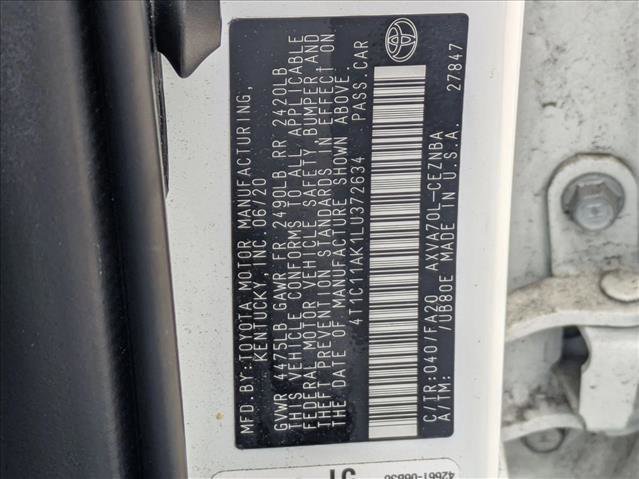 MFD. BY: TOYOTA MOTOR MANUFACTURING,
KENTUCKY, INC. 06/20
GVWR 4475LB GAWR FR 2490LB RR 2420LB
THIS VEHICLE CONFORMS TO ALL APPLICABLE
FEDERAL MOTOR VEHICLE SAFETY, BUMPER, AND
THEFT PREVENTION STANDARDS IN EFFECT ON
THE DATE OF MANUFACTURE SHOWN ABOVE.
4T1C11AK1LU372634 PASS. CAR
C/TR: 040/FA20 AXVA70L-CEZNBA
A/TM: /UB80E MADE IN U.S.A. 27847